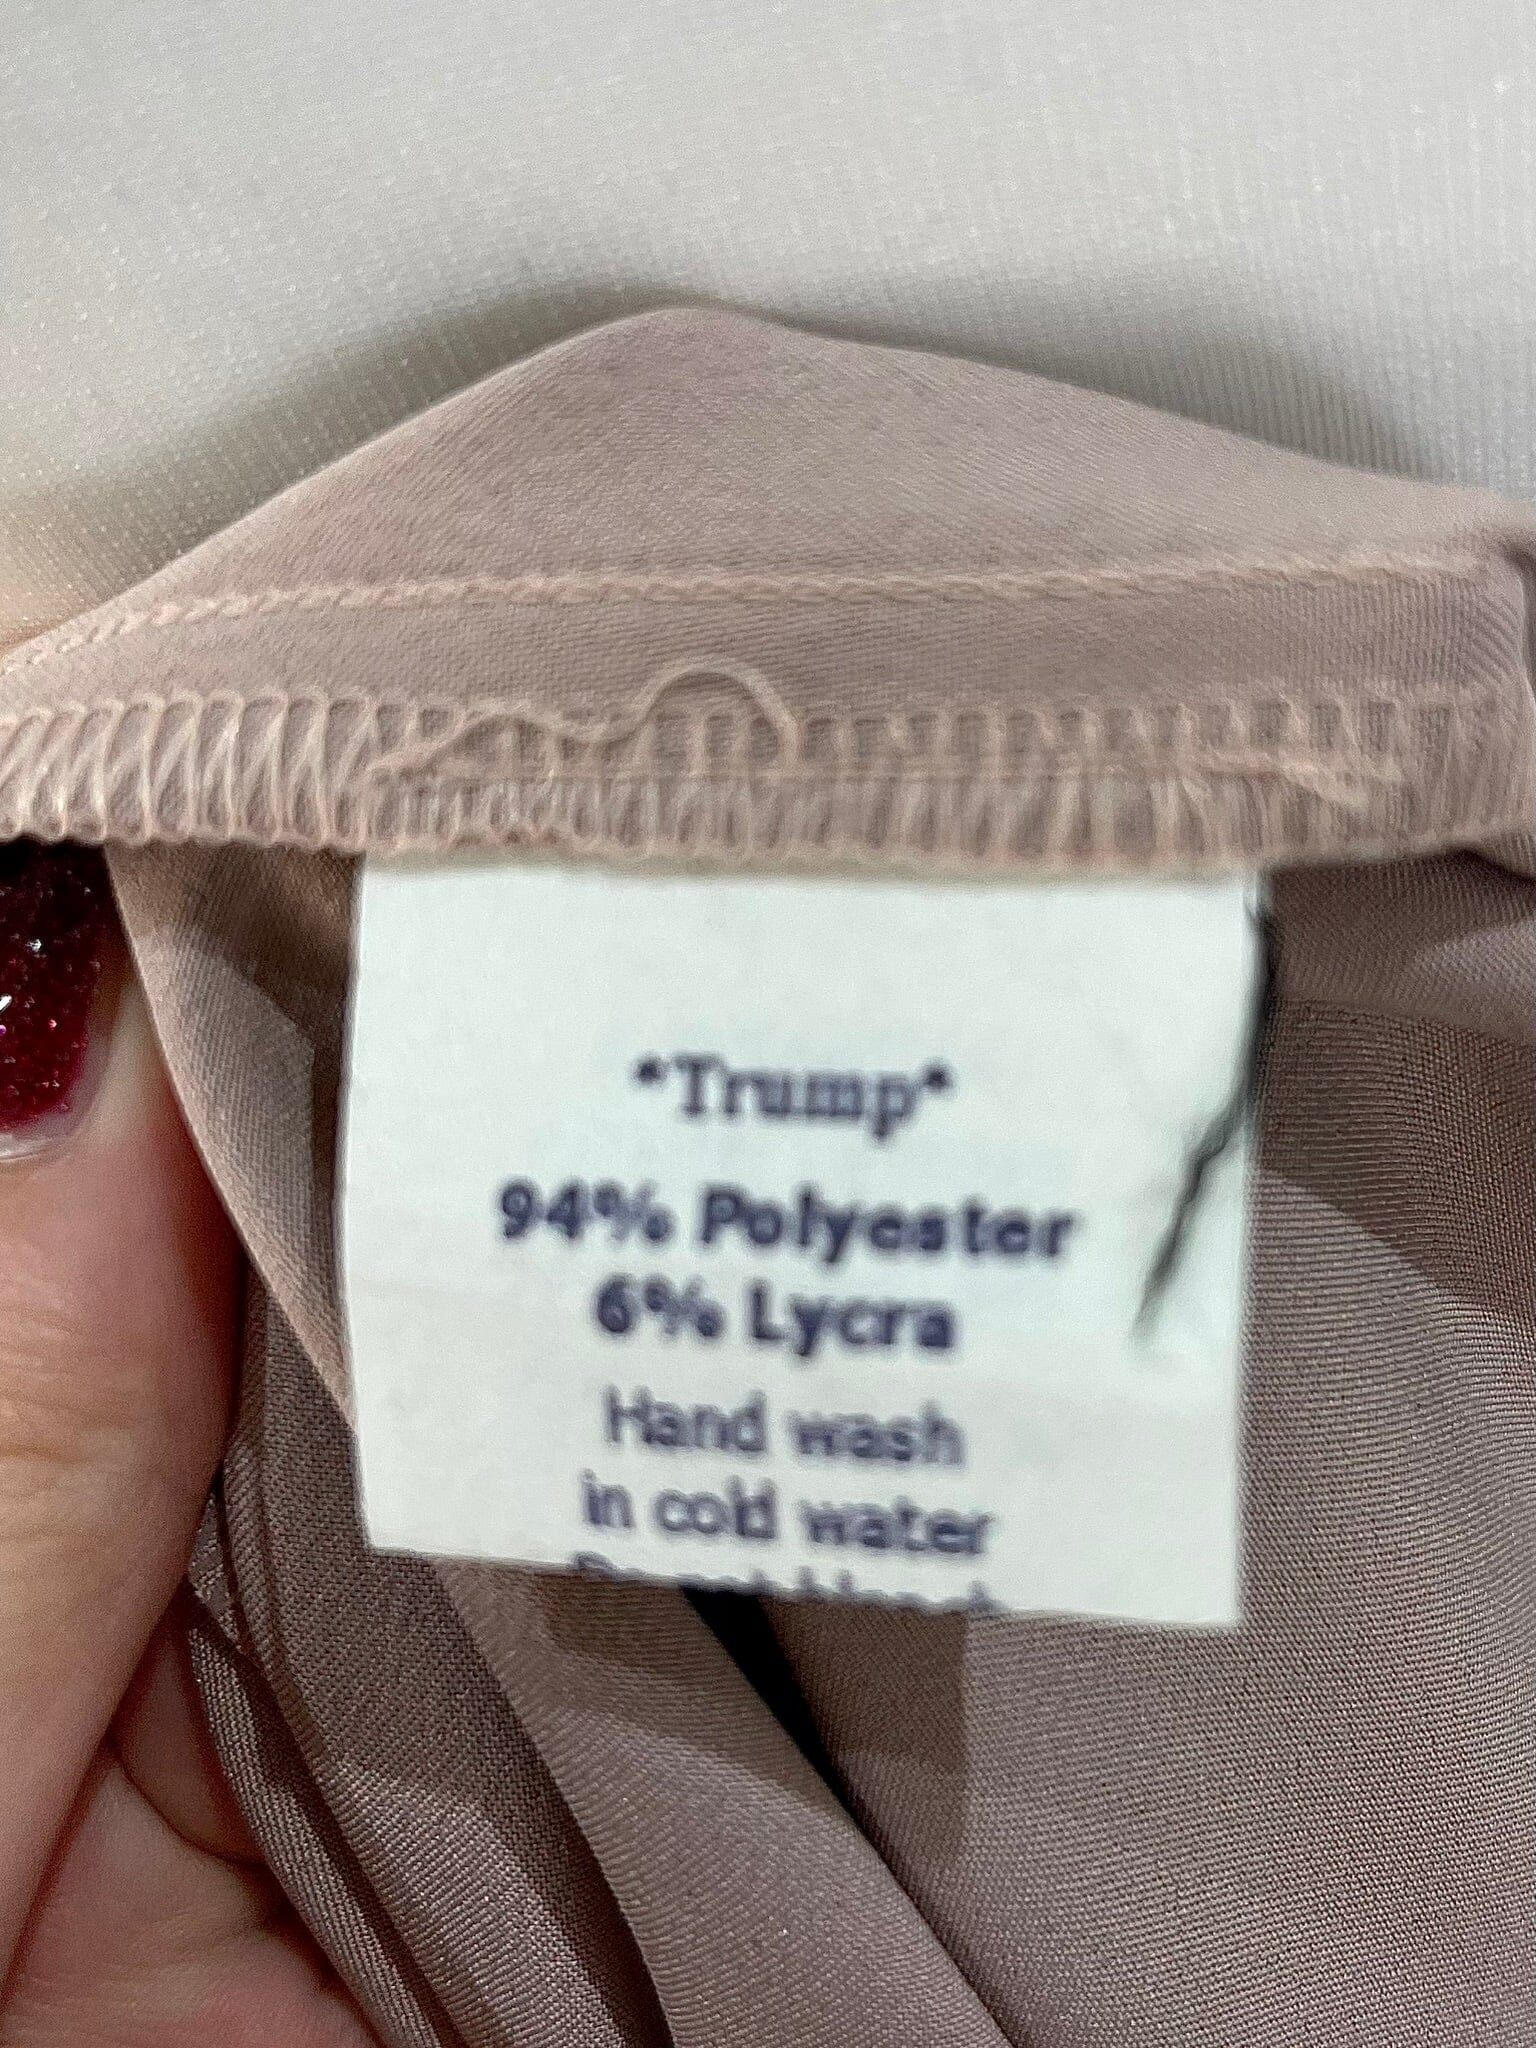 *Trump*
94% Polyester
6% Lycra
Hand wash
in cold water